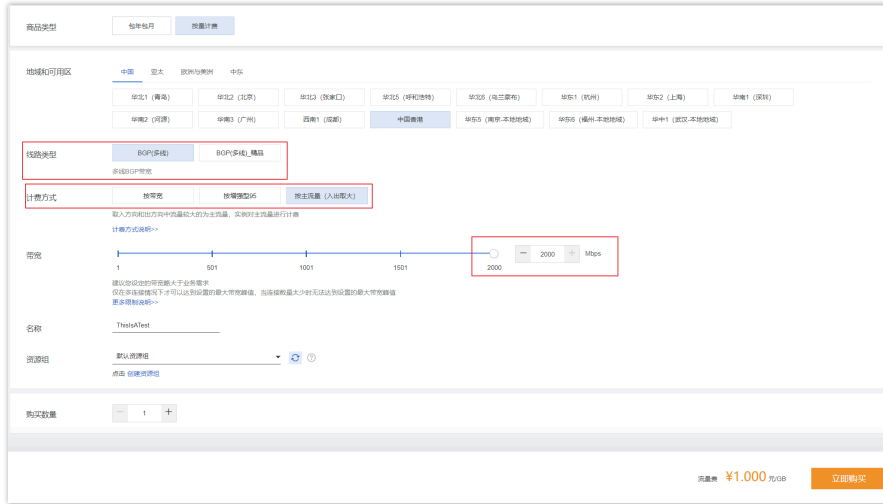 商品类型 包年包月 按量计费
地域和可用区 中国 亚太 欧洲与美洲 中东
华北1 (青岛) 华北2 (北京) 华北3 (张家口) 华北5 (呼和浩特) 华北6 (乌兰察布) 华东1 (杭州) 华东2 (上海) 华南1 (深圳)
华南2 (河源) 华南3 (广州) 西南1 (成都) 中国香港 华东5 (南京-本地地域) 华东6 (福州-本地地域) 华中1 (武汉-本地地域)
线路类型 BGP(多线) BGP(多线)_精品
多线BGP带宽
计费方式 按带宽 按增强型95 按主流量 (入出取大)
取入方向和出方向中流量较大的为主流量，实例对主流量进行计费
计费方式说明>>
带宽 2000 Mbps
1 501 1001 1501 2000
建议您设定的带宽略大于业务需求
仅在多连接情况下才可以达到设置的最大带宽峰值，当连接数量太少时无法达到设置的最大带宽峰值
更多限制说明>>
名称 ThisIsATest
资源组 默认资源组
点击 创建资源组
购买数量 1
流量费 ¥1.000 元/GB 立即购买